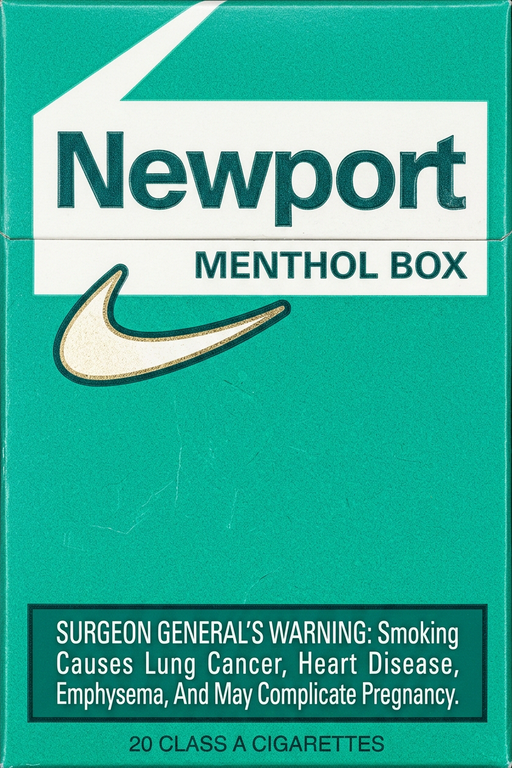 Newport
MENTHOL BOX
SURGEON GENERAL'S WARNING: Smoking
Causes Lung Cancer, Heart Disease,
Emphysema, And May Complicate Pregnancy.
20 CLASS A CIGARETTES